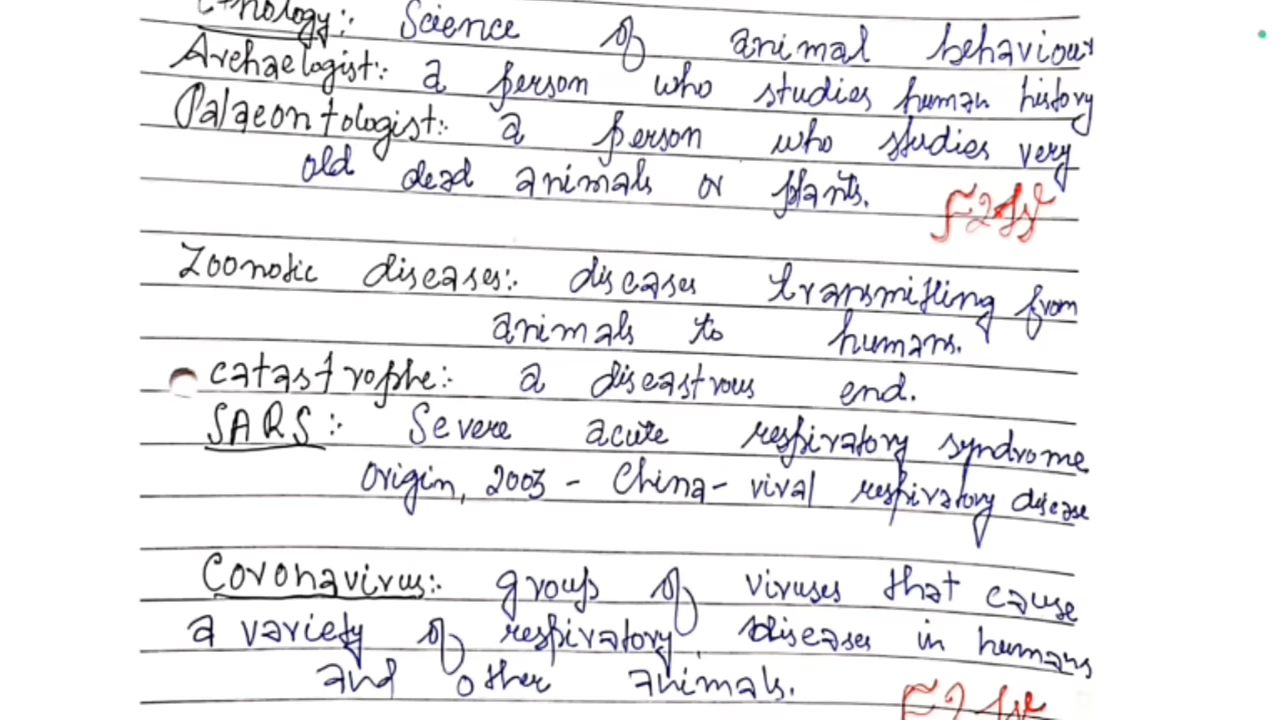 Ethology:. Science of animal behaviour
Archaelogist:. a person who studies human history
Palaeontologist:. a person who studies very
old dead animals or plants.
Zoonotic diseases:. diseases transmitting from
animals to humans.
catastrophe:. a diseastrous end.
SARS:. Severe acute respiratory syndrome
origin, 2003 - China - viral respiratory disease
Coronavirus:. group of viruses that cause
a variety of respiratory diseases in humans
and other animals.